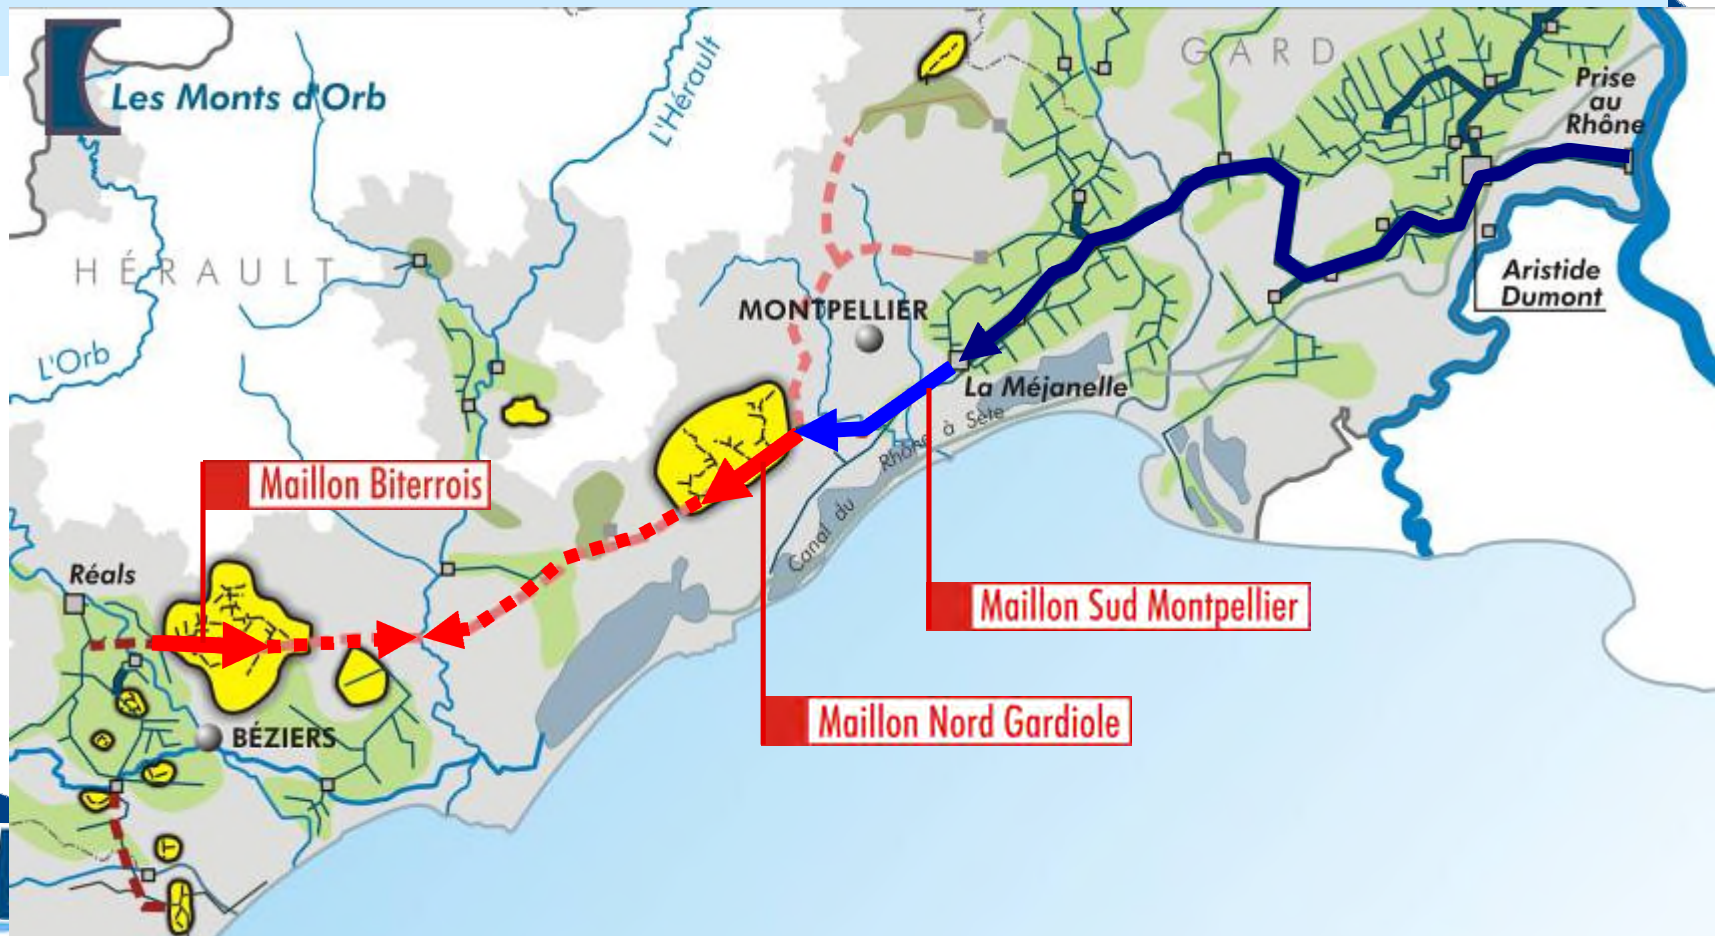 GARD
Prise
au
Rhône
Les Monts d'Orb
L'Hérault
HÉRAULT
Aristide
Dumont
MONTPELLIER
L'Orb
La Méjanelle
Canal du Rhône à Sète
Maillon Biterrois
Réals
Maillon Sud Montpellier
Maillon Nord Gardiole
BÉZIERS